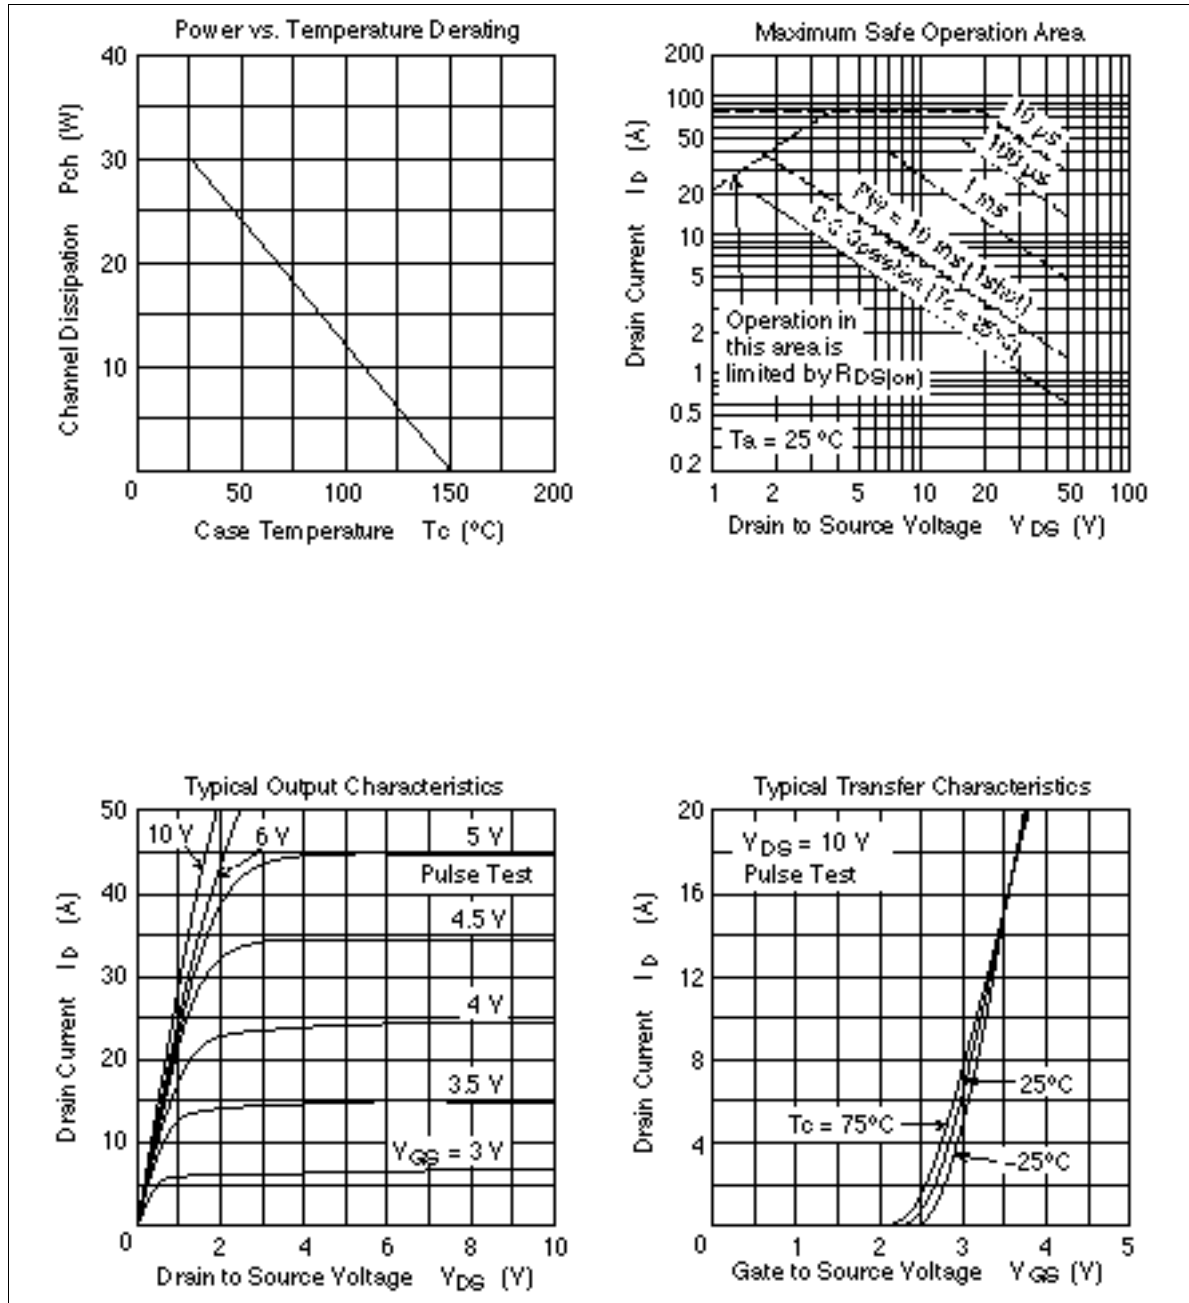 Power vs. Temperature Derating
40
30
20
10
0
50
100
150
200
Channel Dissipation Pch (W)
Case Temperature Tc (°C)
Maximum Safe Operation Area
200
100
50
20
10
5
2
1
0.5
0.2
1
2
5
10
20
50
100
Drain Current ID (A)
10 µs
100 µs
1 ms
PW = 10 ms (1shot)
DC Operation (Tc = 25°C)
Operation in
this area is
limited by RDS(on)
Ta = 25 °C
Drain to Source Voltage VDS (V)
Typical Output Characteristics
50
40
30
20
10
0
2
4
6
8
10
Drain Current ID (A)
10 V
6 V
5 V
Pulse Test
4.5 V
4 V
3.5 V
VGS = 3 V
Drain to Source Voltage VDS (V)
Typical Transfer Characteristics
20
16
12
8
4
0
1
2
3
4
5
Drain Current ID (A)
VDS = 10 V
Pulse Test
25°C
Tc = 75°C
−25°C
Gate to Source Voltage VGS (V)